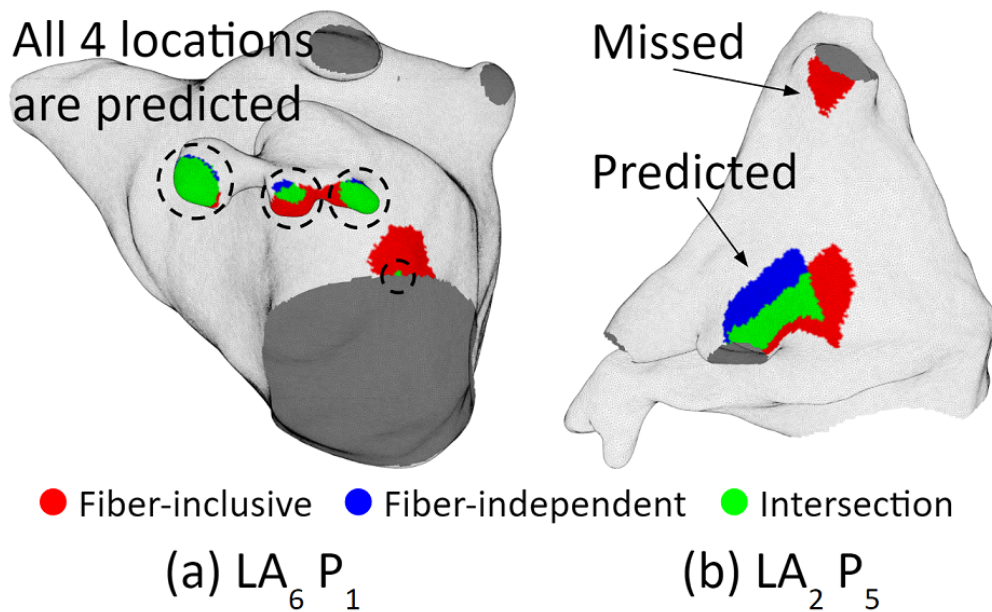 All 4 locations
are predicted
Missed
Predicted
Fiber-inclusive Fiber-independent Intersection
(a) LA₆ P₁ (b) LA₂ P₅